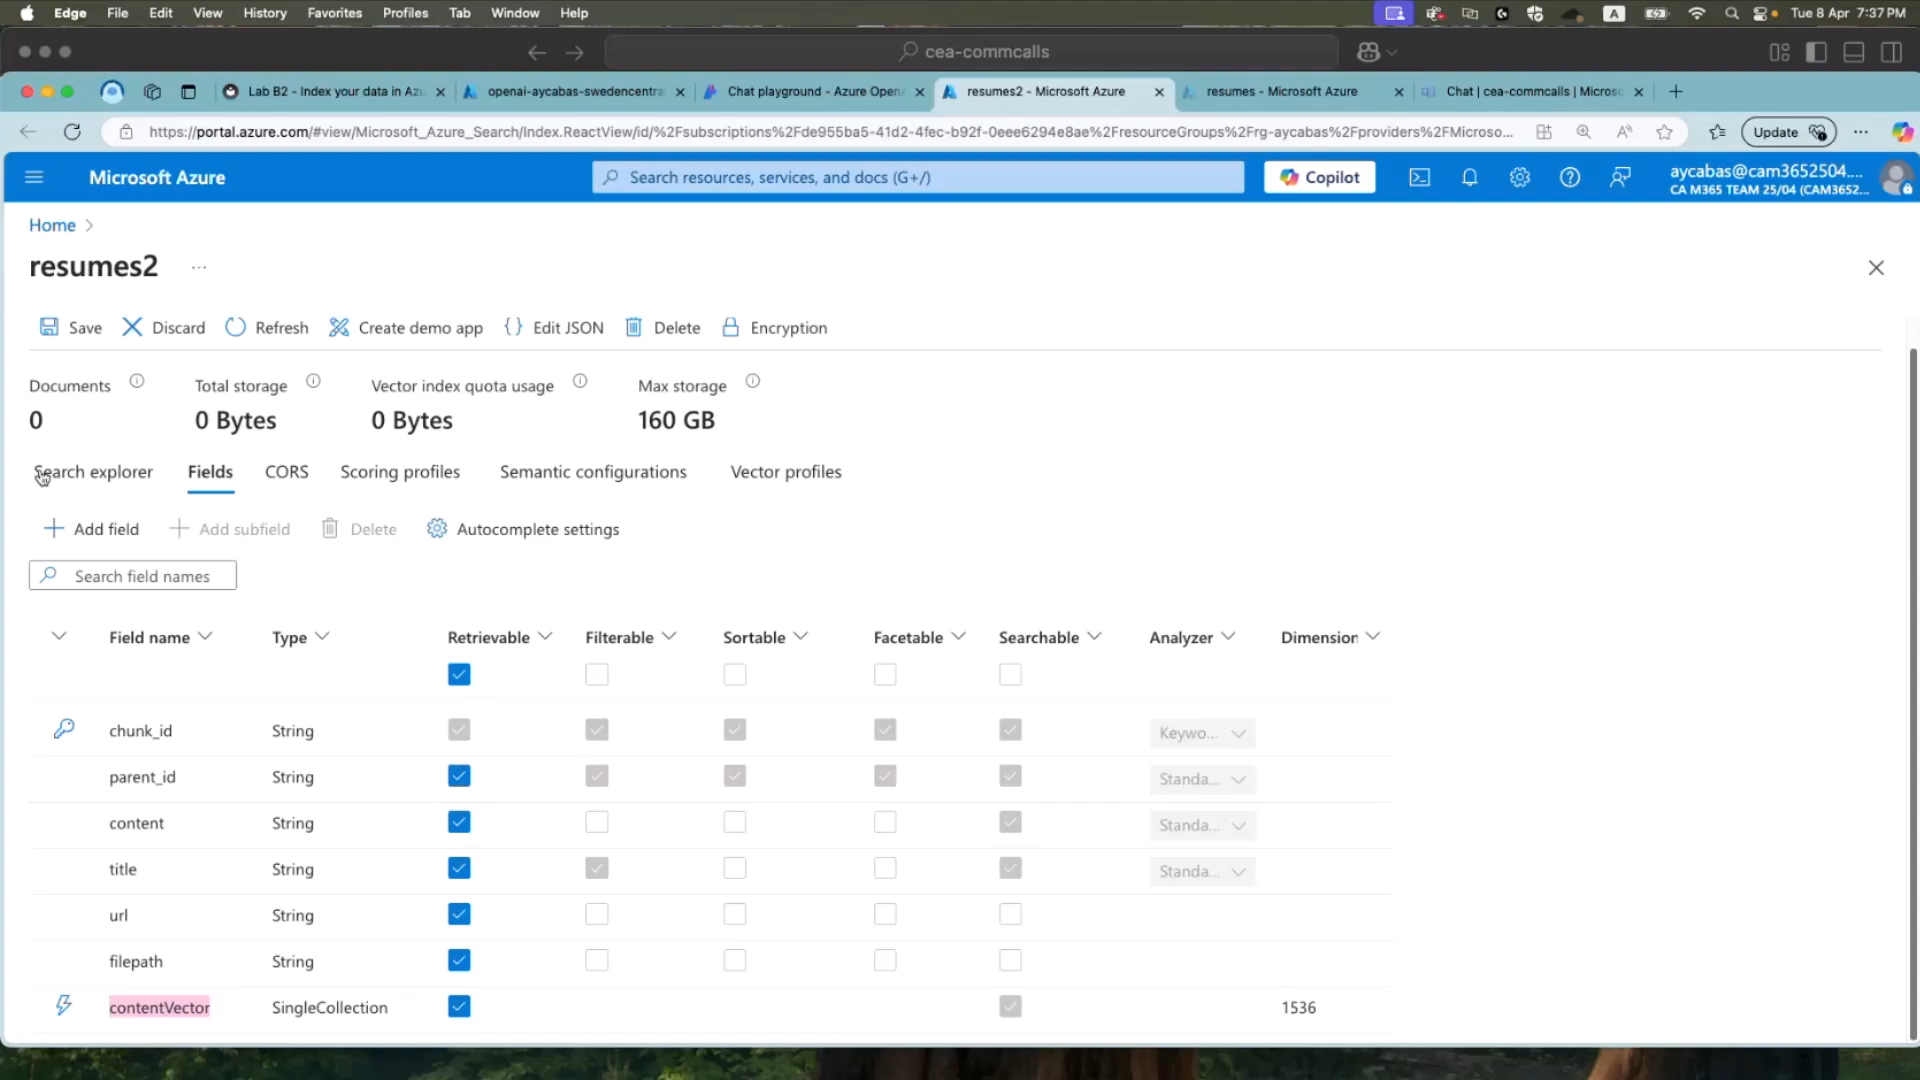 Edge File Edit View History Favorites Profiles Tab Window Help A Tue 8 Apr 7:37 PM
cea-commcalls
Lab B2 - Index your data in Azu openai-aycabas-swedencentra Chat playground - Azure OpenA resumes2 - Microsoft Azure resumes - Microsoft Azure Chat | cea-commcalls | Microso
https://portal.azure.com/#view/Microsoft_Azure_Search/Index.ReactView/id/%2Fsubscriptions%2Fde955ba5-41d2-4fec-b92f-0eee6294e8ae%2FresourceGroups%2Frg-aycabas%2Fproviders%2FMicroso... Update
Microsoft Azure Search resources, services, and docs (G+/) Copilot aycabas@cam3652504....
CA M365 TEAM 25/04 (CAM3652...
Home
resumes2 ...
Save Discard Refresh Create demo app Edit JSON Delete Encryption
Documents Total storage Vector index quota usage Max storage
0 0 Bytes 0 Bytes 160 GB
Search explorer Fields CORS Scoring profiles Semantic configurations Vector profiles
Add field Add subfield Delete Autocomplete settings
Search field names
Field name Type Retrievable Filterable Sortable Facetable Searchable Analyzer Dimension
chunk_id String Keywo...
parent_id String Standa...
content String Standa...
title String Standa...
url String
filepath String
contentVector SingleCollection 1536